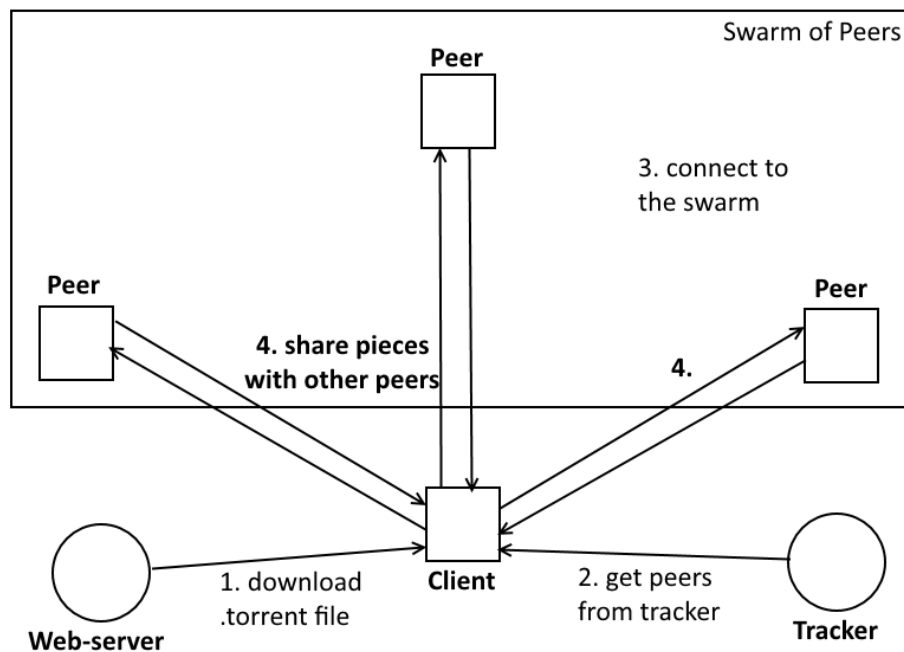 Swarm of Peers
Peer
3. connect to
the swarm
Peer
Peer
4. share pieces
with other peers
4.
1. download
.torrent file
Client
2. get peers
from tracker
Web-server
Tracker